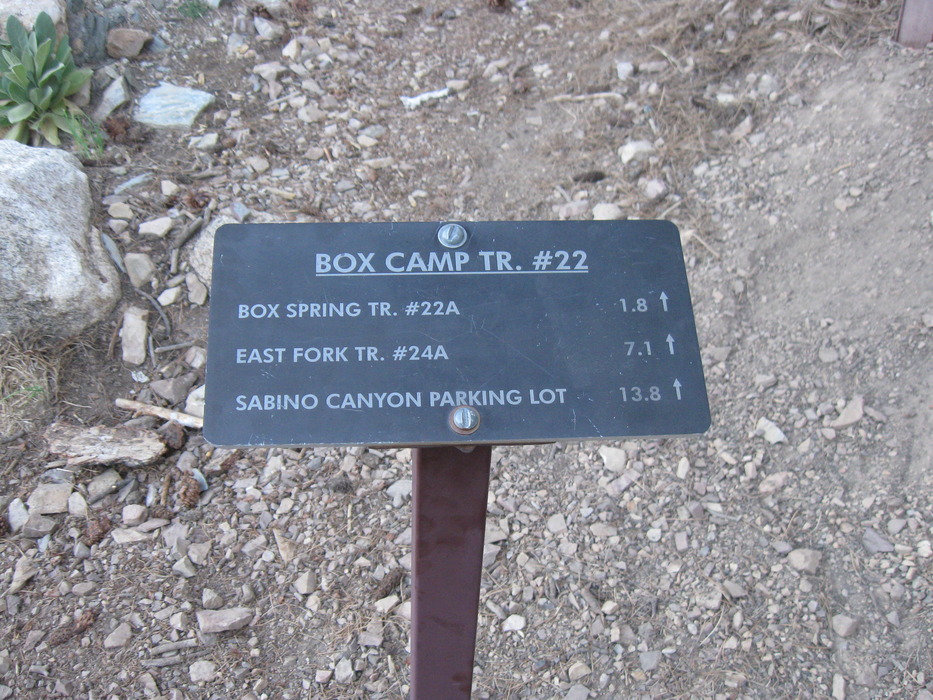 BOX CAMP TR. #22
BOX SPRING TR. #22A 1.8 ↑
EAST FORK TR. #24A 7.1 ↑
SABINO CANYON PARKING LOT 13.8 ↑